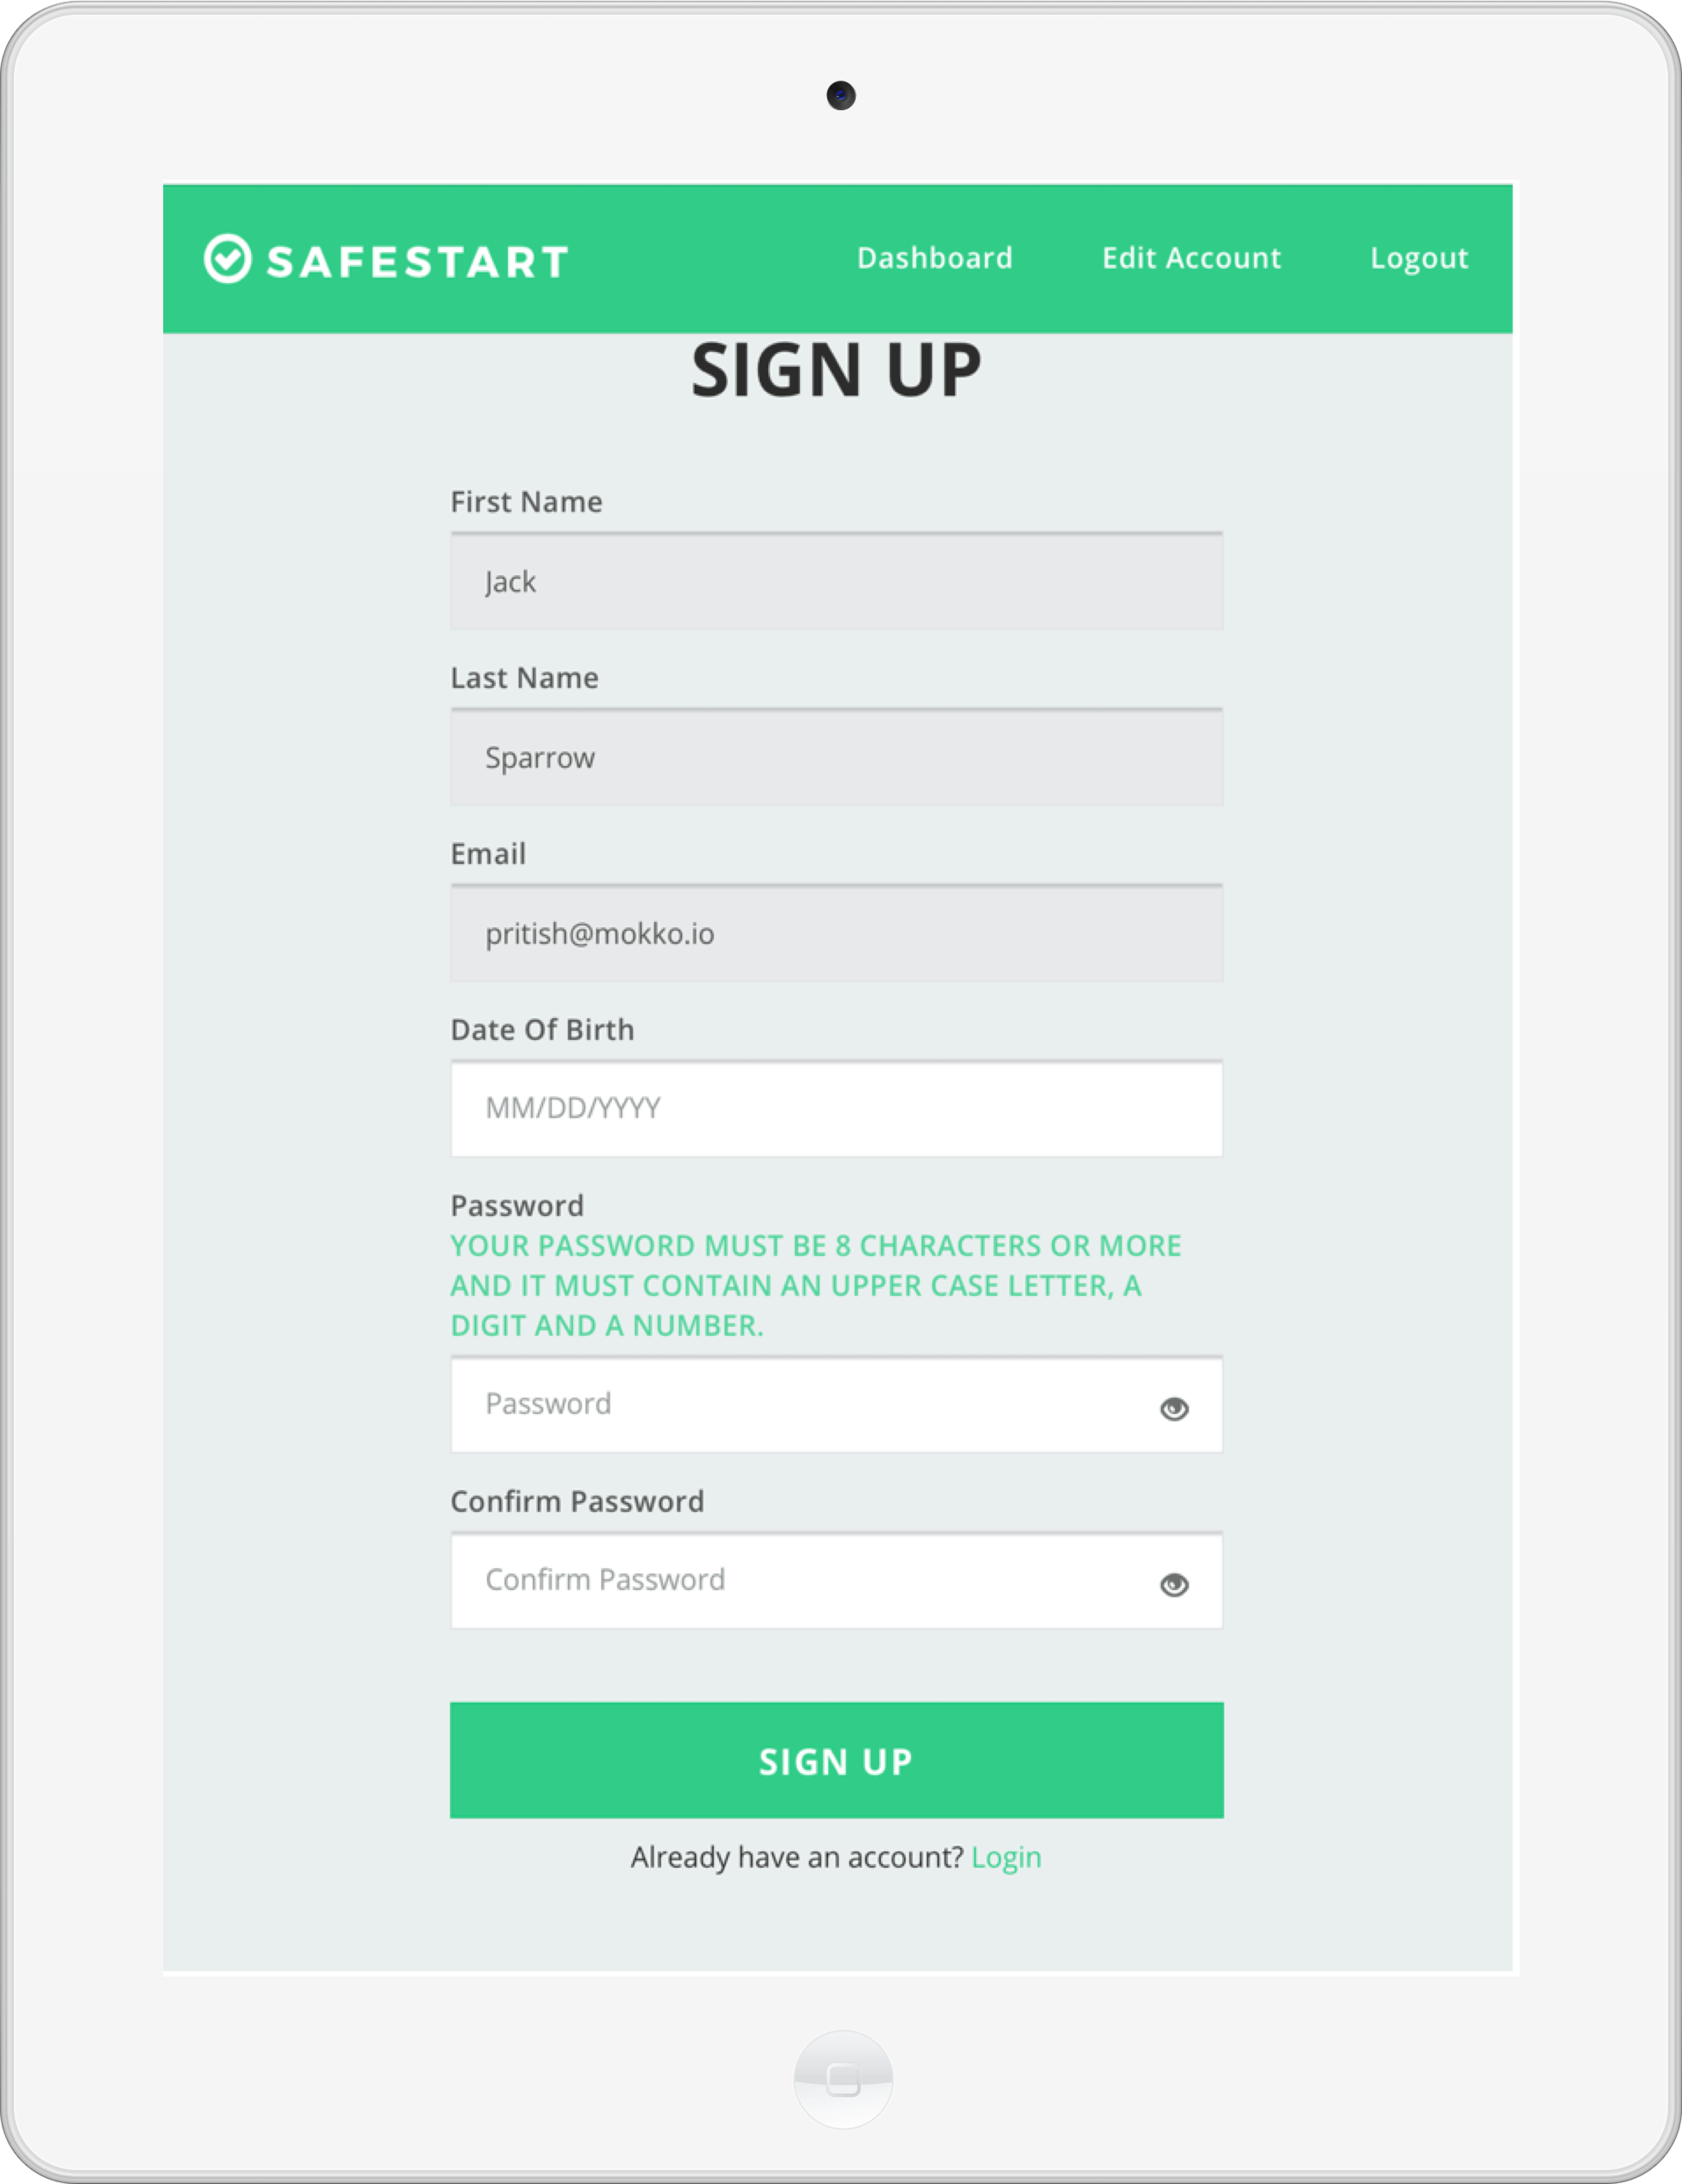 SAFESTART
Dashboard Edit Account Logout
SIGN UP
First Name
Jack
Last Name
Sparrow
Email
pritish@mokko.io
Date Of Birth
MM/DD/YYYY
Password
YOUR PASSWORD MUST BE 8 CHARACTERS OR MORE
AND IT MUST CONTAIN AN UPPER CASE LETTER, A
DIGIT AND A NUMBER.
Password
Confirm Password
Confirm Password
SIGN UP
Already have an account? Login